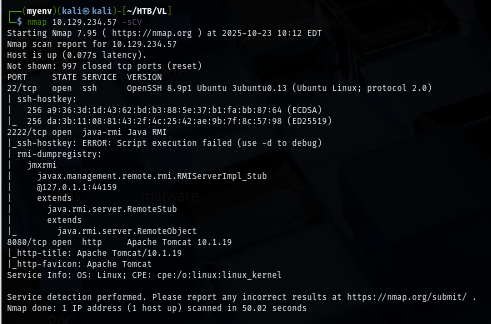 ┌──(myenv)(kali㉿kali)-[~/HTB/VL]
└─$ nmap 10.129.234.57 -sCV
Starting Nmap 7.95 ( https://nmap.org ) at 2025-10-23 10:12 EDT
Nmap scan report for 10.129.234.57
Host is up (0.077s latency).
Not shown: 997 closed tcp ports (reset)
PORT     STATE SERVICE  VERSION
22/tcp   open  ssh      OpenSSH 8.9p1 Ubuntu 3ubuntu0.13 (Ubuntu Linux; protocol 2.0)
| ssh-hostkey:
|   256 a9:36:3d:1d:43:62:bd:b3:88:5e:37:b1:fa:bb:87:64 (ECDSA)
|_  256 da:3b:11:08:81:43:2f:4c:25:42:ae:9b:7f:8c:57:98 (ED25519)
2222/tcp open  java-rmi Java RMI
|_ssh-hostkey: ERROR: Script execution failed (use -d to debug)
| rmi-dumpregistry:
|   jmxrmi
|     javax.management.remote.rmi.RMIServerImpl_Stub
|     @127.0.1.1:44159
|     extends
|       java.rmi.server.RemoteStub
|       extends
|_        java.rmi.server.RemoteObject
8080/tcp open  http     Apache Tomcat 10.1.19
|_http-title: Apache Tomcat/10.1.19
|_http-favicon: Apache Tomcat
Service Info: OS: Linux; CPE: cpe:/o:linux:linux_kernel

Service detection performed. Please report any incorrect results at https://nmap.org/submit/ .
Nmap done: 1 IP address (1 host up) scanned in 50.02 seconds